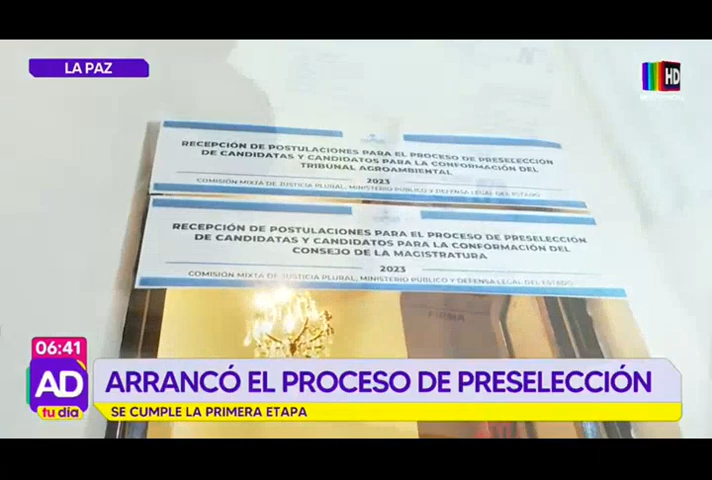 LA PAZ
HD
RECEPCIÓN DE POSTULACIONES PARA EL PROCESO DE PRESELECCIÓN
DE CANDIDATAS Y CANDIDATOS PARA LA CONFORMACIÓN DEL
TRIBUNAL AGROAMBIENTAL
2023
COMISIÓN MIXTA DE JUSTICIA PLURAL, MINISTERIO PÚBLICO Y DEFENSA LEGAL DEL ESTADO
RECEPCIÓN DE POSTULACIONES PARA EL PROCESO DE PRESELECCIÓN
DE CANDIDATAS Y CANDIDATOS PARA LA CONFORMACIÓN DEL
CONSEJO DE LA MAGISTRATURA
2023
COMISIÓN MIXTA DE JUSTICIA PLURAL, MINISTERIO PÚBLICO Y DEFENSA LEGAL DEL ESTADO
FIRMA
06:41
AD
tu día
ARRANCÓ EL PROCESO DE PRESELECCIÓN
SE CUMPLE LA PRIMERA ETAPA